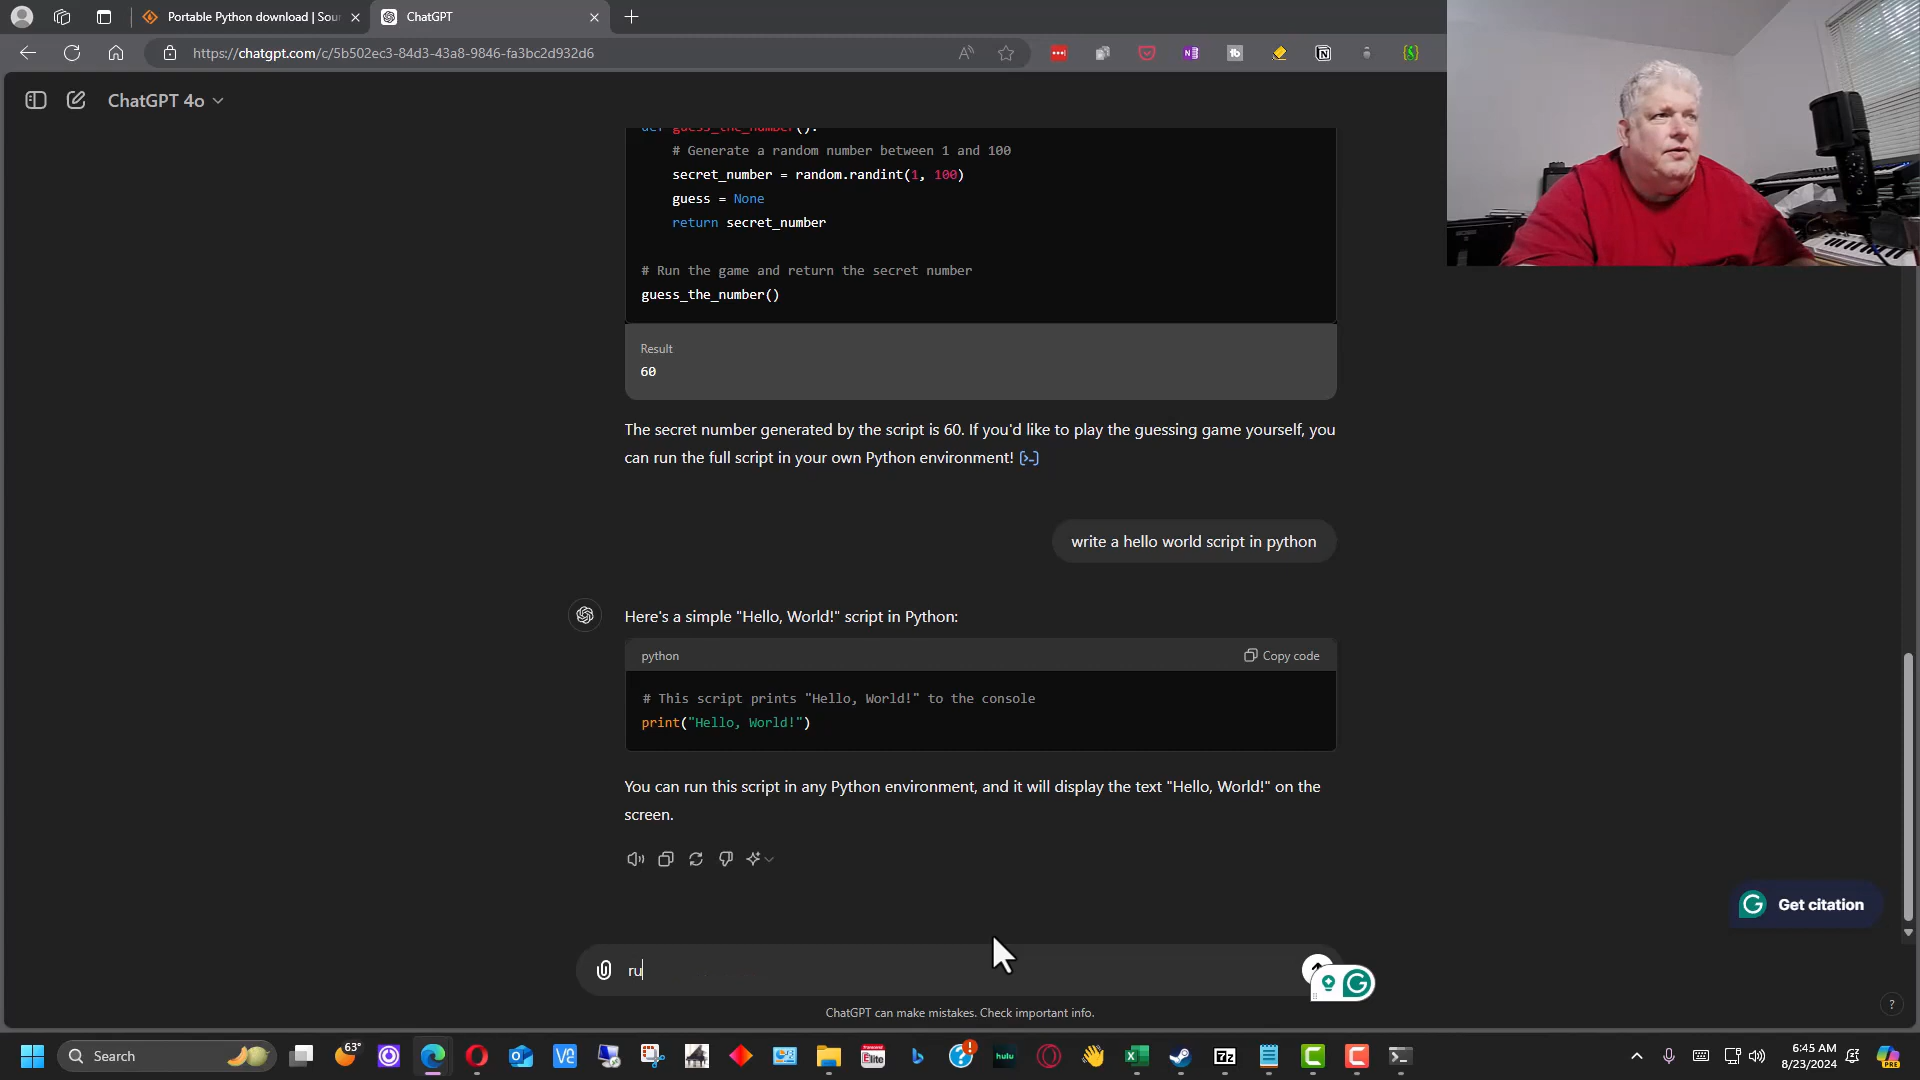 Portable Python download | Sour
ChatGPT
https://chatgpt.com/c/5b502ec3-84d3-43a8-9846-fa3bc2d932d6
ChatGPT 4o
def guess_the_number():
# Generate a random number between 1 and 100
secret_number = random.randint(1, 100)
guess = None
return secret_number
# Run the game and return the secret number
guess_the_number()
Result
60
The secret number generated by the script is 60. If you'd like to play the guessing game yourself, you
can run the full script in your own Python environment! [>-]
write a hello world script in python
Here's a simple "Hello, World!" script in Python:
python
Copy code
# This script prints "Hello, World!" to the console
print("Hello, World!")
You can run this script in any Python environment, and it will display the text "Hello, World!" on the
screen.
Get citation
ru
ChatGPT can make mistakes. Check important info.
?
Search
63°
hulu
Elite
7z
6:45 AM
8/23/2024
PRE